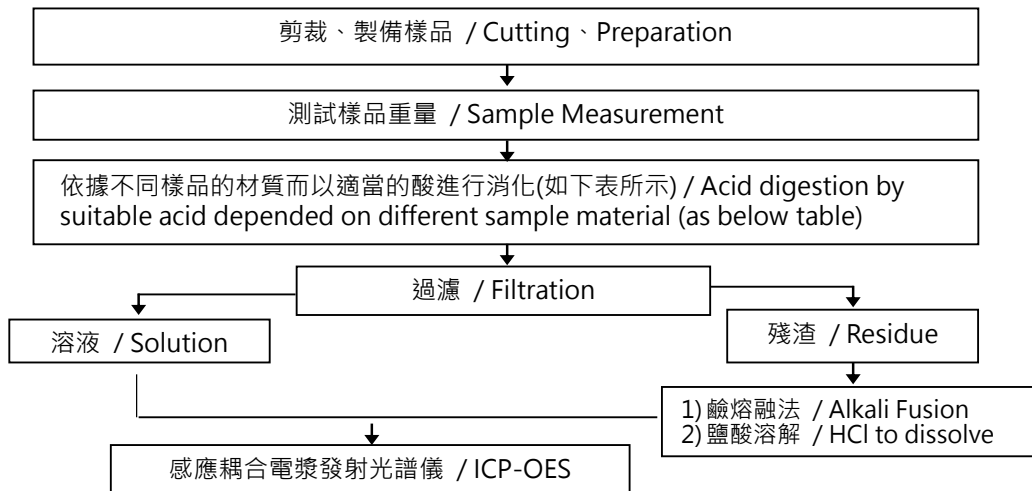 剪裁、製備樣品 / Cutting、Preparation
測試樣品重量 / Sample Measurement
依據不同樣品的材質而以適當的酸進行消化(如下表所示) / Acid digestion by
suitable acid depended on different sample material (as below table)
過濾 / Filtration
溶液 / Solution
殘渣 / Residue
1) 鹼熔融法 / Alkali Fusion
2) 鹽酸溶解 / HCl to dissolve
感應耦合電漿發射光譜儀 / ICP-OES